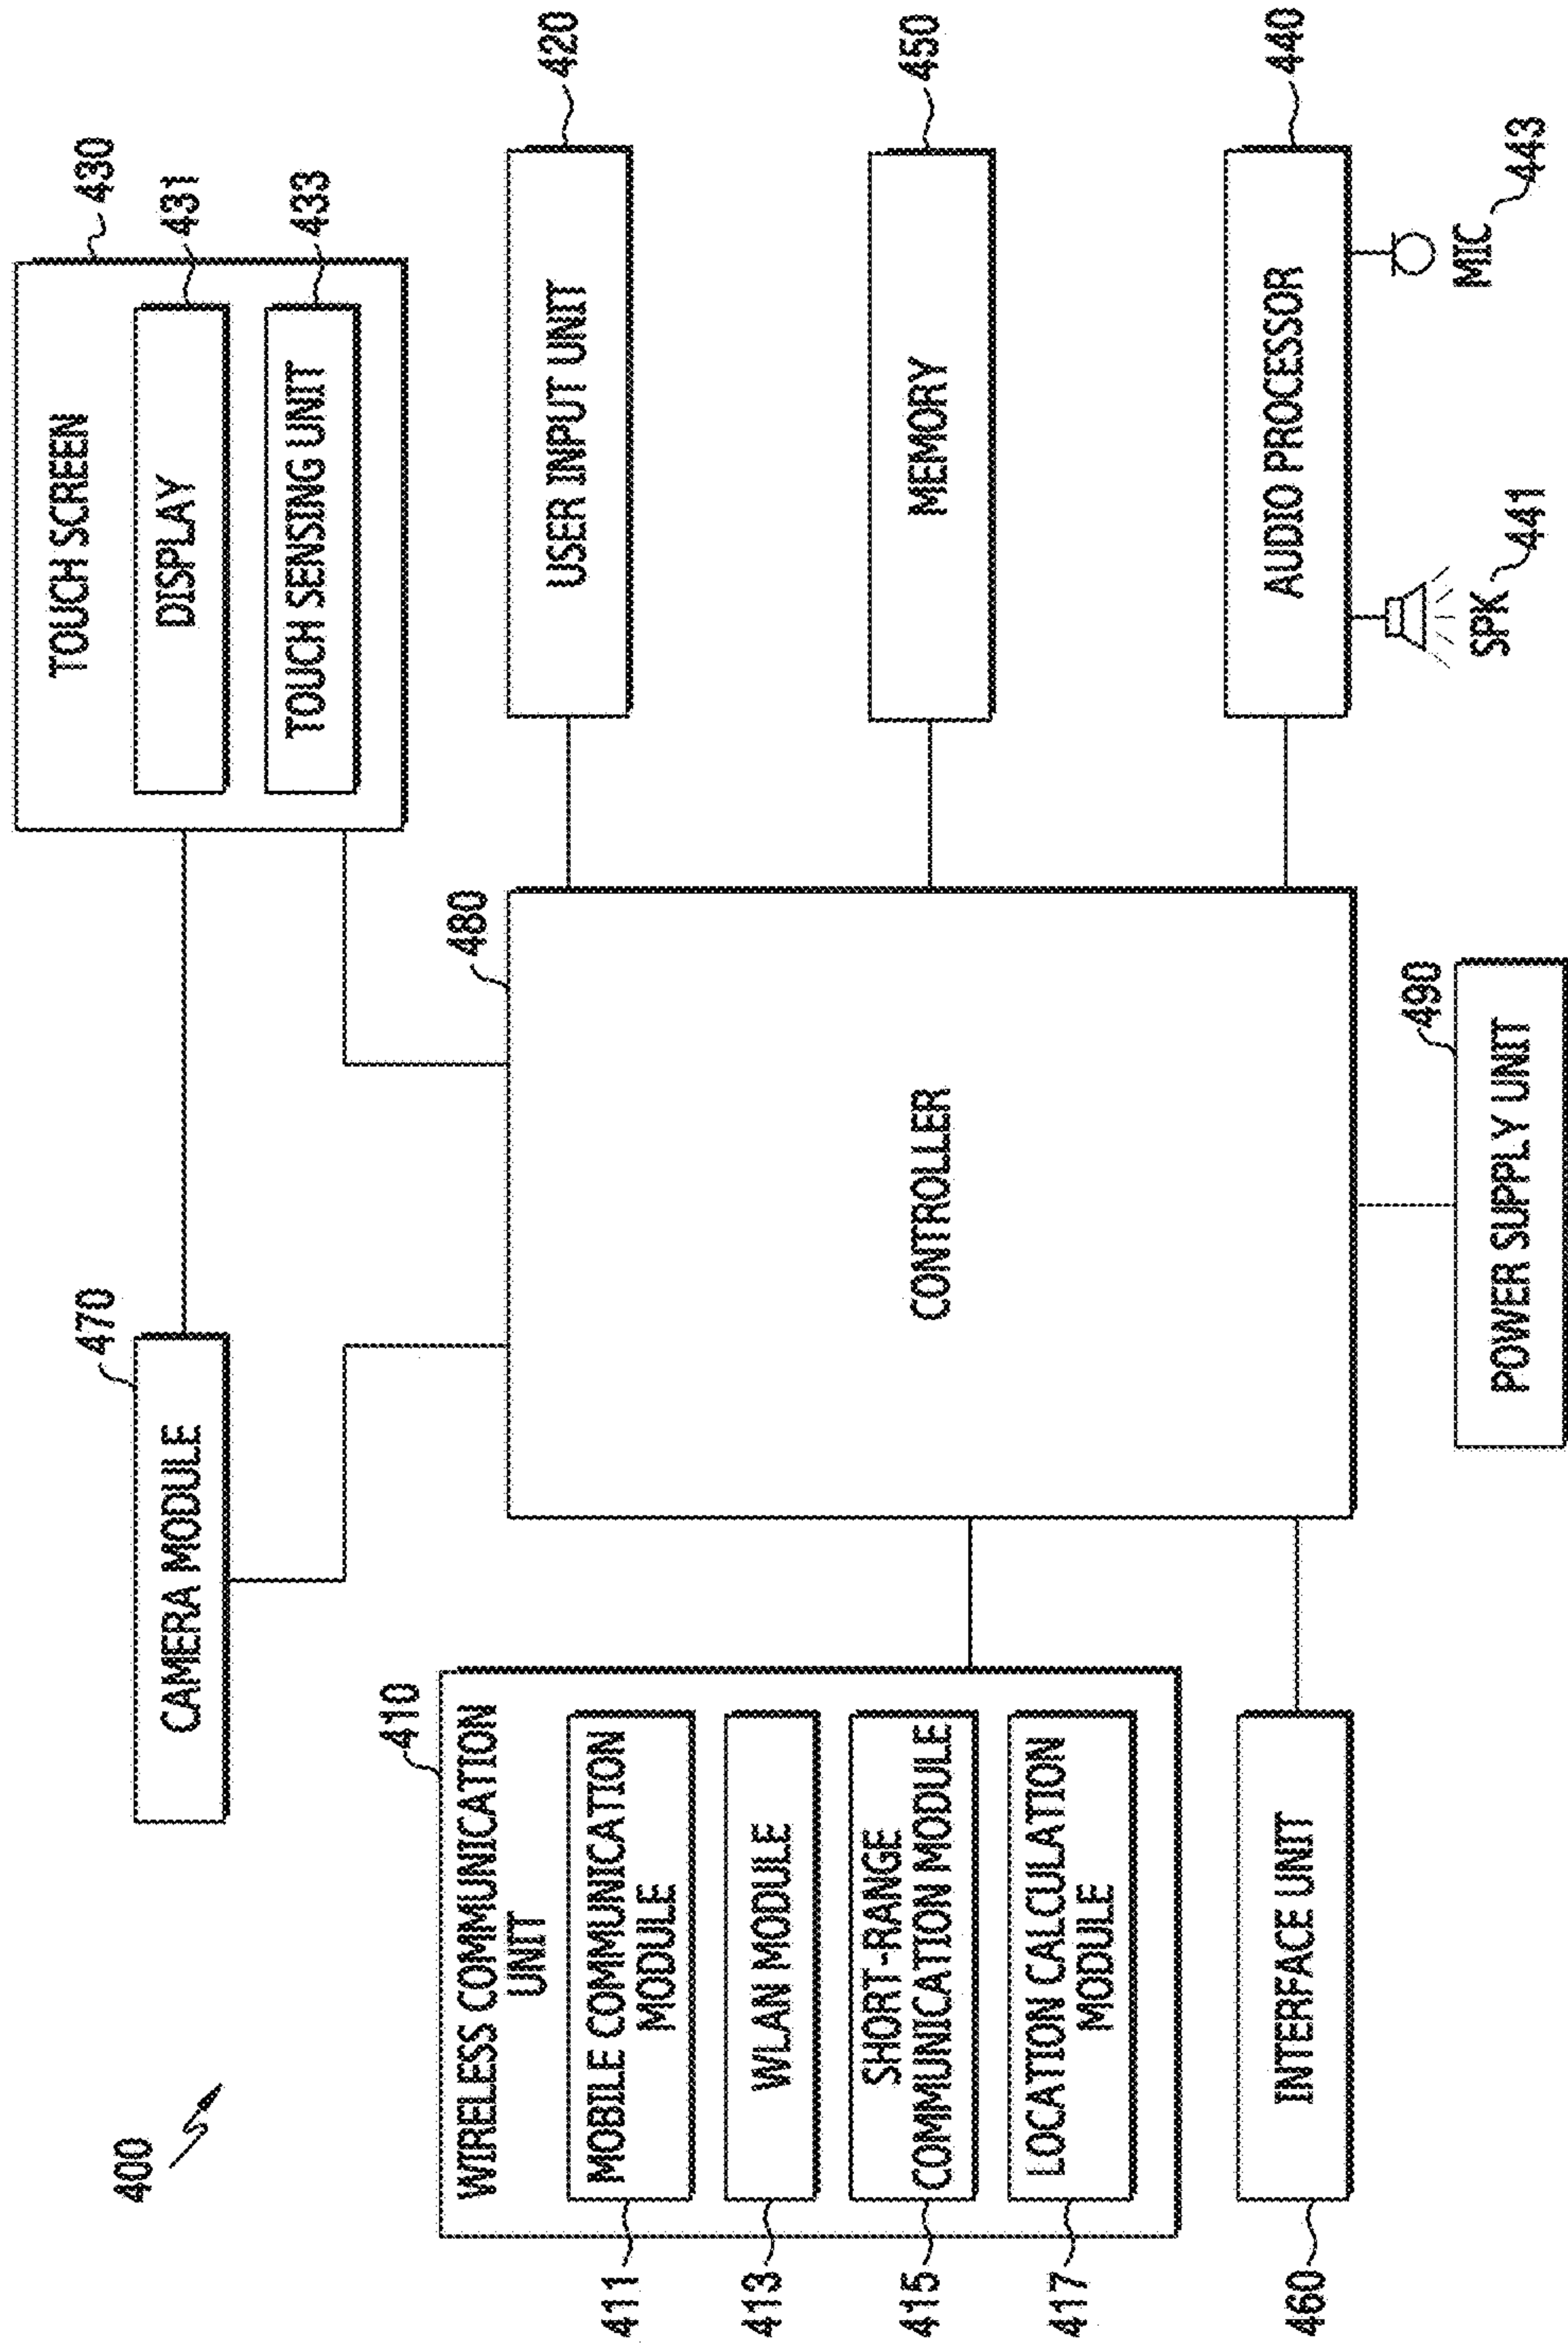 400
470
CAMERA MODULE
430
TOUCH SCREEN
DISPLAY
431
TOUCH SENSING UNIT
433
410
WIRELESS COMMUNICATION
UNIT
411
MOBILE COMMUNICATION
MODULE
413
WLAN MODULE
415
SHORT-RANGE
COMMUNICATION MODULE
417
LOCATION CALCULATION
MODULE
460
INTERFACE UNIT
480
CONTROLLER
USER INPUT UNIT
420
MEMORY
450
AUDIO PROCESSOR
440
SPK
441
MIC
443
490
POWER SUPPLY UNIT